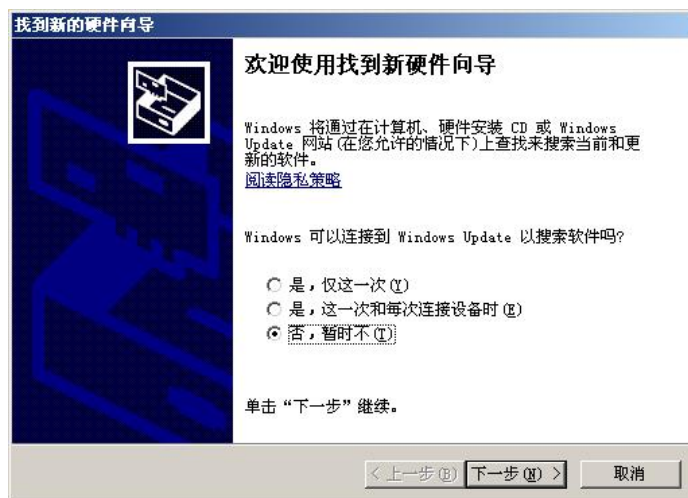 找到新的硬件向导
欢迎使用找到新硬件向导
Windows 将通过在计算机、硬件安装 CD 或 Windows
Update 网站(在您允许的情况下)上查找来搜索当前和更
新的软件。
阅读隐私策略
Windows 可以连接到 Windows Update 以搜索软件吗?
是，仅这一次(Y)
是，这一次和每次连接设备时(E)
否，暂时不(T)
单击“下一步”继续。
< 上一步(B) 下一步(N) > 取消